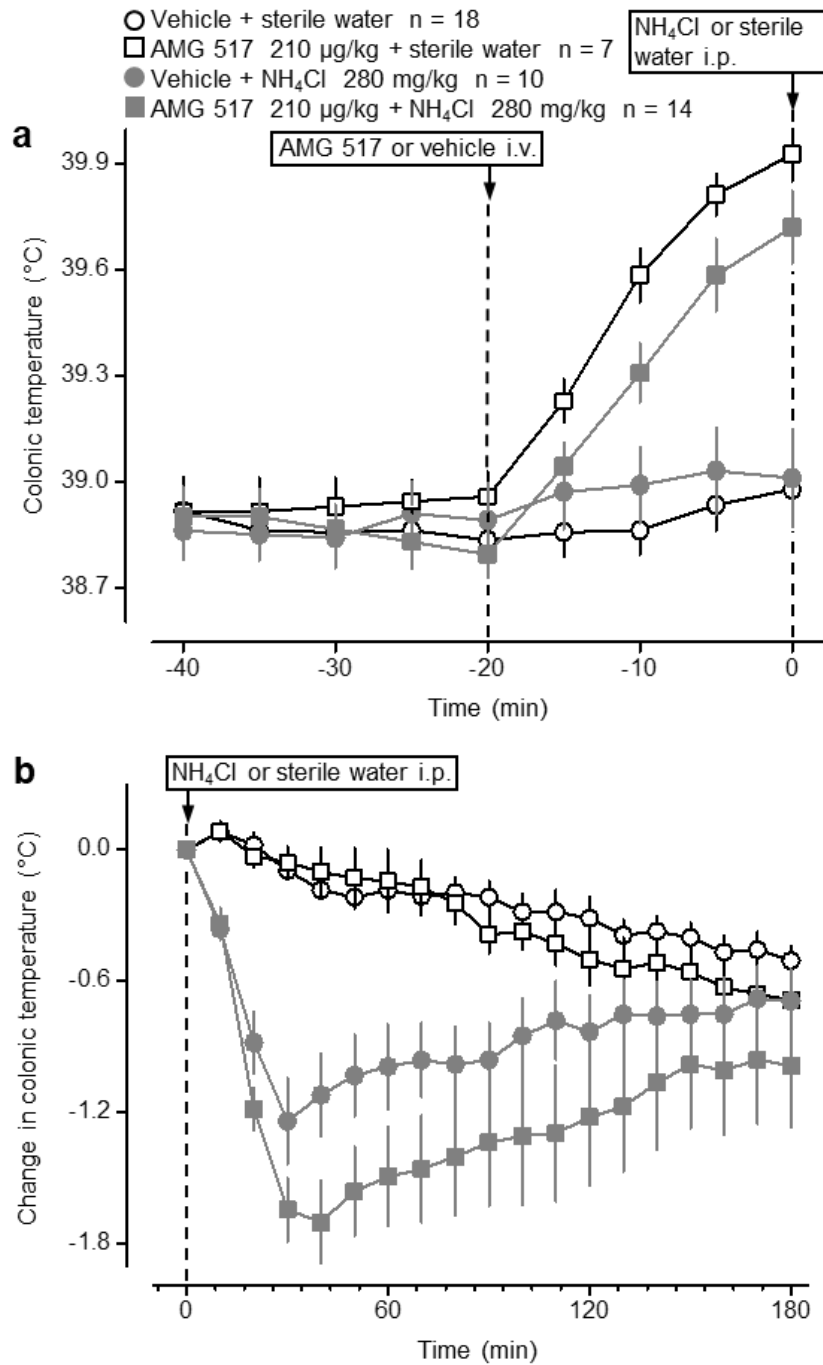 Vehicle + sterile water n = 18
AMG 517 210 µg/kg + sterile water n = 7
Vehicle + NH₄Cl 280 mg/kg n = 10
AMG 517 210 µg/kg + NH₄Cl 280 mg/kg n = 14
NH₄Cl or sterile
water i.p.
a
AMG 517 or vehicle i.v.
39.9
39.6
39.3
39.0
38.7
Colonic temperature (°C)
-40
-30
-20
-10
0
Time (min)
b
NH₄Cl or sterile water i.p.
0.0
-0.6
-1.2
-1.8
Change in colonic temperature (°C)
0
60
120
180
Time (min)